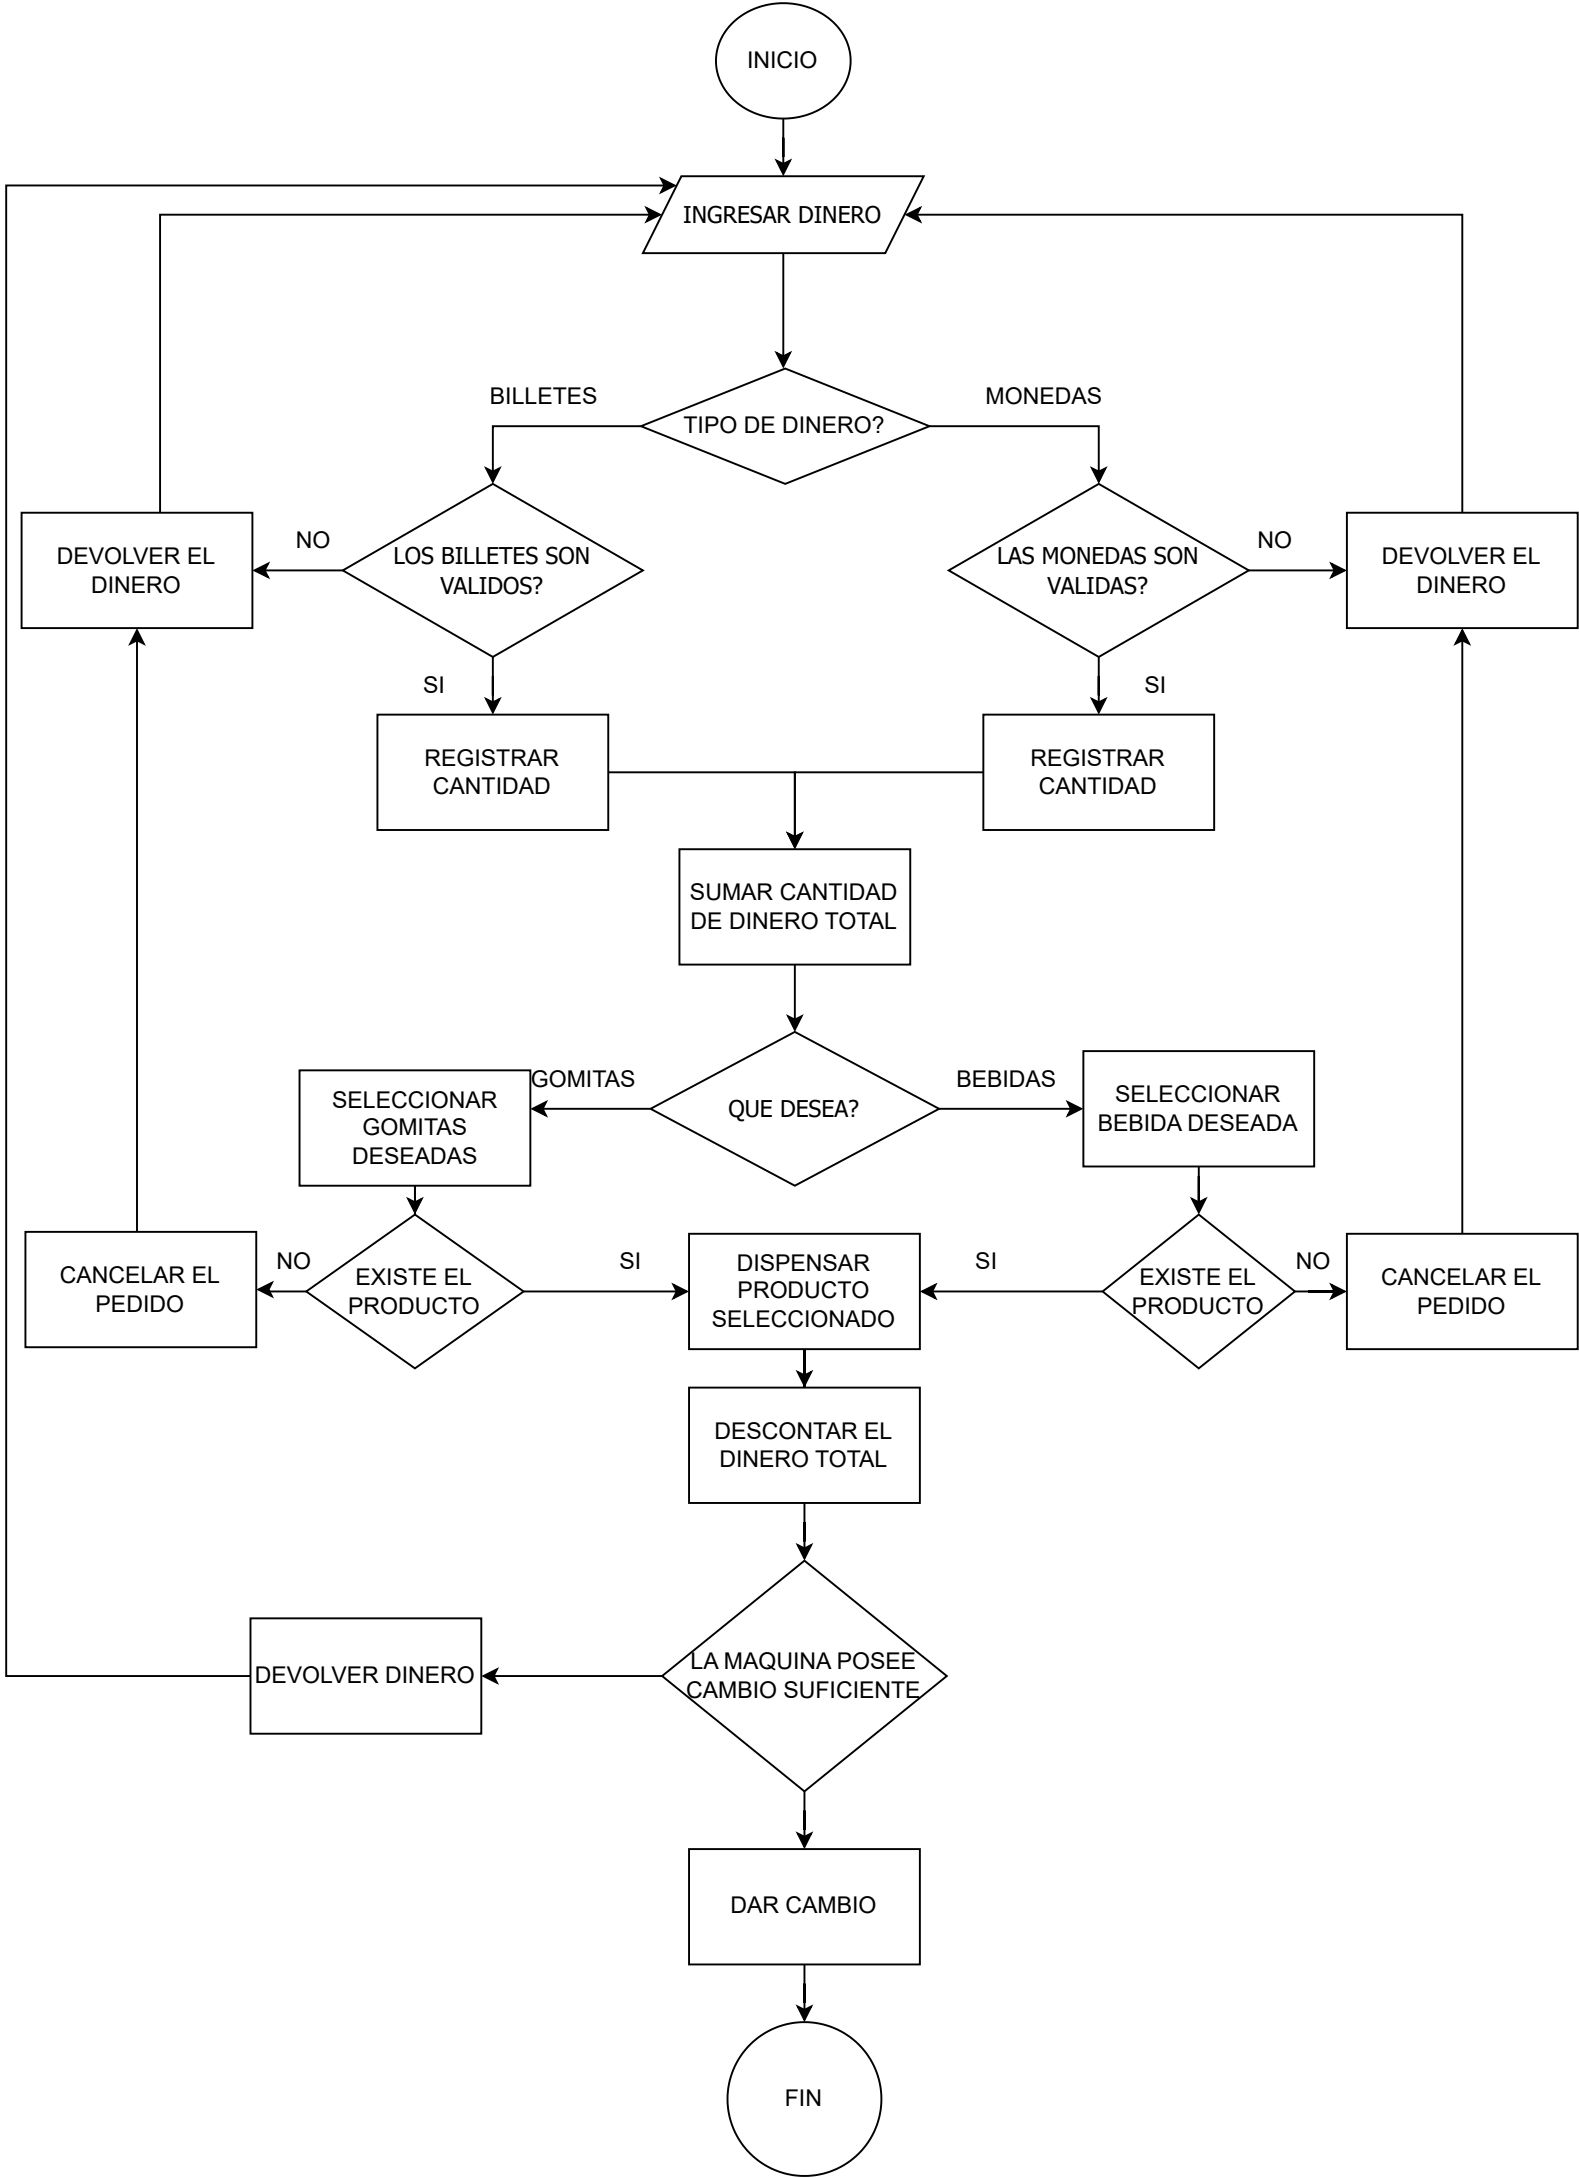 INICIO
INGRESAR DINERO
BILLETES
MONEDAS
TIPO DE DINERO?
DEVOLVER EL
DINERO
NO
LOS BILLETES SON
VALIDOS?
LAS MONEDAS SON
VALIDAS?
NO
DEVOLVER EL
DINERO
SI
SI
REGISTRAR
CANTIDAD
REGISTRAR
CANTIDAD
SUMAR CANTIDAD
DE DINERO TOTAL
SELECCIONAR
GOMITAS
DESEADAS
GOMITAS
QUE DESEA?
BEBIDAS
SELECCIONAR
BEBIDA DESEADA
CANCELAR EL
PEDIDO
NO
EXISTE EL
PRODUCTO
SI
DISPENSAR
PRODUCTO
SELECCIONADO
SI
EXISTE EL
PRODUCTO
NO
CANCELAR EL
PEDIDO
DESCONTAR EL
DINERO TOTAL
DEVOLVER DINERO
LA MAQUINA POSEE
CAMBIO SUFICIENTE
DAR CAMBIO
FIN